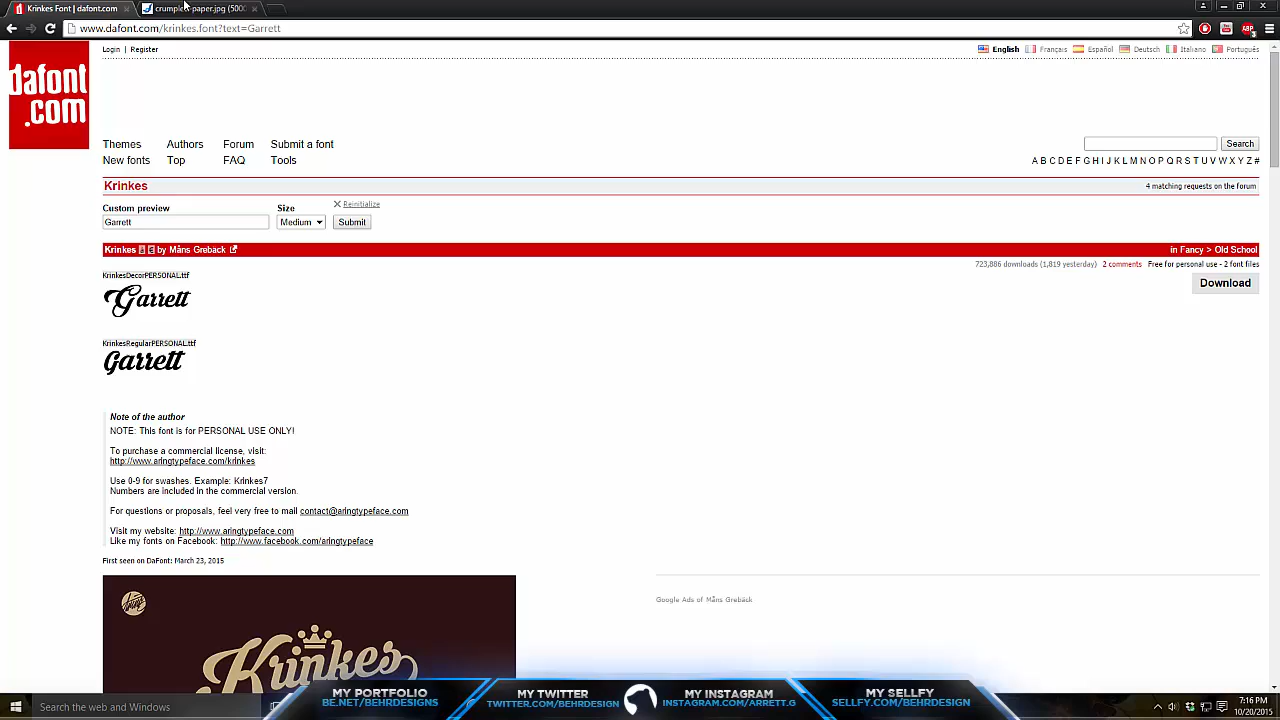 Krinkes Font | dafont.com
crumpled-paper.jpg (5000
www.dafont.com/krinkes.font?text=Garrett
Login | Register
English Français Español Deutsch Italiano Português
dafont
.com
Themes Authors Forum Submit a font
New fonts Top FAQ Tools
Search
A B C D E F G H I J K L M N O P Q R S T U V W X Y Z #
Krinkes
4 matching requests on the forum
Custom preview Size Reinitialize
Garrett Medium Submit
Krinkes by Måns Grebäck
in Fancy > Old School
723,886 downloads (1,819 yesterday) 2 comments Free for personal use - 2 font files
KrinkesDecorPERSONAL.ttf
Download
Garrett
KrinkesRegularPERSONAL.ttf
Garrett
Note of the author
NOTE: This font is for PERSONAL USE ONLY!
To purchase a commercial license, visit:
http://www.aringtypeface.com/krinkes
Use 0-9 for swashes. Example: Krinkes7
Numbers are included in the commercial version.
For questions or proposals, feel very free to mail contact@aringtypeface.com
Visit my website: http://www.aringtypeface.com
Like my fonts on Facebook: http://www.facebook.com/aringtypeface
First seen on DaFont: March 23, 2015
Google Ads of Måns Grebäck
Krinkes
MY PORTFOLIO
BE.NET/BEHRDESIGNS
MY TWITTER
TWITTER.COM/BEHRDESIGN
MY INSTAGRAM
INSTAGRAM.COM/ARRETT.G
MY SELLFY
SELLFY.COM/BEHRDESIGN
Search the web and Windows
7:16 PM
10/20/2015